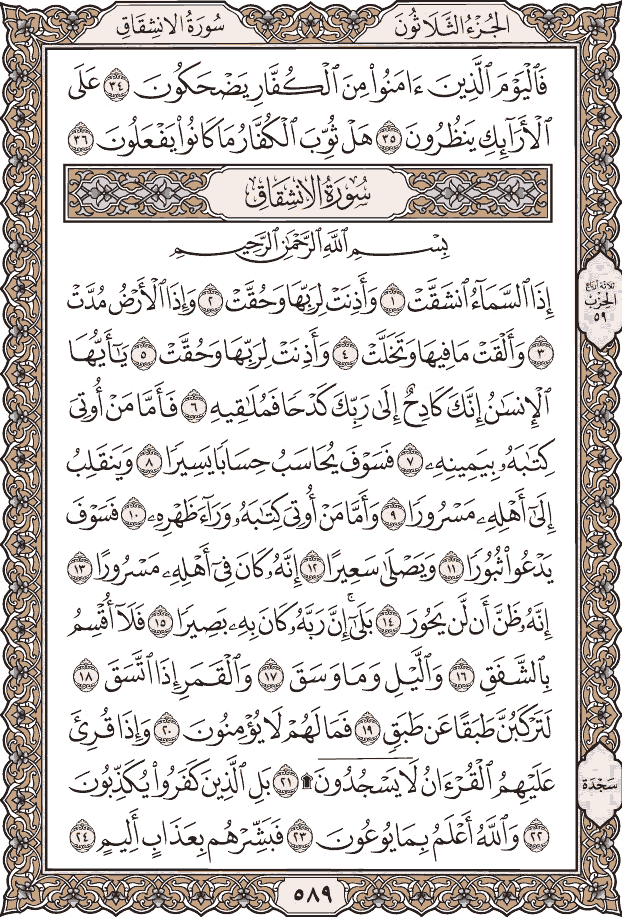 سُورَةُ الانشِقَاقِ
الجُزْءُ الثَّلَاثُونَ
فَٱلْيَوْمَ ٱلَّذِينَ ءَامَنُوا۟ مِنَ ٱلْكُفَّارِ يَضْحَكُونَ ٣٤ عَلَى
ٱلْأَرَآئِكِ يَنظُرُونَ ٣٥ هَلْ ثُوِّبَ ٱلْكُفَّارُ مَا كَانُوا۟ يَفْعَلُونَ ٣٦
سُورَةُ الانشِقَاقِ
بِسْمِ ٱللَّهِ ٱلرَّحْمَٰنِ ٱلرَّحِيمِ
إِذَا ٱلسَّمَآءُ ٱنشَقَّتْ ١ وَأَذِنَتْ لِرَبِّهَا وَحُقَّتْ ٢ وَإِذَا ٱلْأَرْضُ مُدَّتْ
٣ وَأَلْقَتْ مَا فِيهَا وَتَخَلَّتْ ٤ وَأَذِنَتْ لِرَبِّهَا وَحُقَّتْ ٥ يَٰٓأَيُّهَا
ٱلْإِنسَٰنُ إِنَّكَ كَادِحٌ إِلَىٰ رَبِّكَ كَدْحًا فَمُلَٰقِيهِ ٦ فَأَمَّا مَنْ أُوتِىَ
كِتَٰبَهُۥ بِيَمِينِهِۦ ٧ فَسَوْفَ يُحَاسَبُ حِسَابًا يَسِيرًا ٨ وَيَنقَلِبُ
إِلَىٰٓ أَهْلِهِۦ مَسْرُورًا ٩ وَأَمَّا مَنْ أُوتِىَ كِتَٰبَهُۥ وَرَآءَ ظَهْرِهِۦ ١٠ فَسَوْفَ
يَدْعُوا۟ ثُبُورًا ١١ وَيَصْلَىٰ سَعِيرًا ١٢ إِنَّهُۥ كَانَ فِىٓ أَهْلِهِۦ مَسْرُورًا ١٣
إِنَّهُۥ ظَنَّ أَن لَّن يَحُورَ ١٤ بَلَىٰٓۚ إِنَّ رَبَّهُۥ كَانَ بِهِۦ بَصِيرًا ١٥ فَلَآ أُقْسِمُ
بِٱلشَّفَقِ ١٦ وَٱلَّيْلِ وَمَا وَسَقَ ١٧ وَٱلْقَمَرِ إِذَا ٱتَّسَقَ ١٨
لَتَرْكَبُنَّ طَبَقًا عَن طَبَقٍ ١٩ فَمَا لَهُمْ لَا يُؤْمِنُونَ ٢٠ وَإِذَا قُرِئَ
عَلَيْهِمُ ٱلْقُرْءَانُ لَا يَسْجُدُونَ ۩ ٢١ بَلِ ٱلَّذِينَ كَفَرُوا۟ يُكَذِّبُونَ
٢٢ وَٱللَّهُ أَعْلَمُ بِمَا يُوعُونَ ٢٣ فَبَشِّرْهُم بِعَذَابٍ أَلِيمٍ ٢٤
ثلاثة أرباع
الحِزْب
٥٩
سَجْدَة
٥٨٩